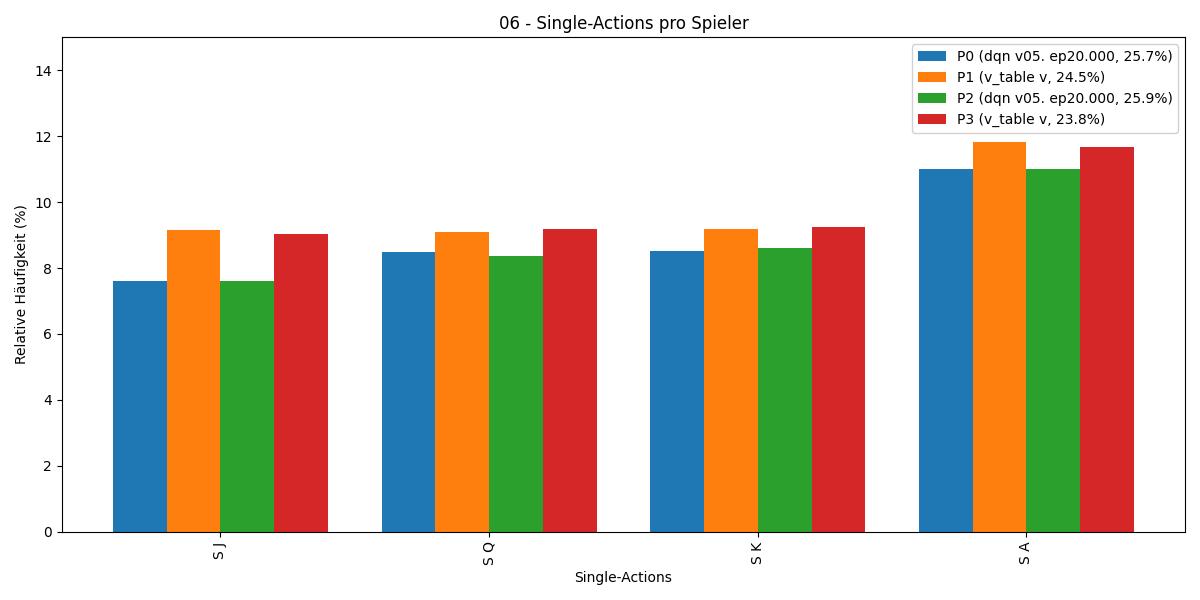 06 - Single-Actions pro Spieler
P0 (dqn v05. ep20.000, 25.7%)
P1 (v_table v, 24.5%)
P2 (dqn v05. ep20.000, 25.9%)
P3 (v_table v, 23.8%)
Relative Häufigkeit (%)
14
12
10
8
6
4
2
0
S J
S Q
S K
S A
Single-Actions